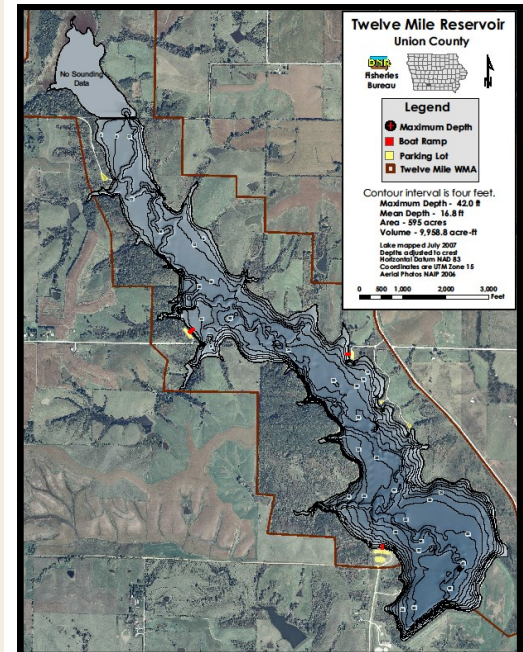 Twelve Mile Reservoir
Union County
DNR
Fisheries
Bureau
N
Legend
Maximum Depth
Boat Ramp
Parking Lot
Twelve Mile WMA
Contour interval is four feet.
Maximum Depth - 42.0 ft
Mean Depth - 16.8 ft
Area - 595 acres
Volume - 9,958.8 acre-ft
Lake mapped July 2007
Depths adjusted to crest
Horizontal Datum NAD 83
Coordinates are UTM Zone 15
Aerial Photos NAIP 2006
0 500 1,000 2,000 3,000
Feet
No Sounding
Data